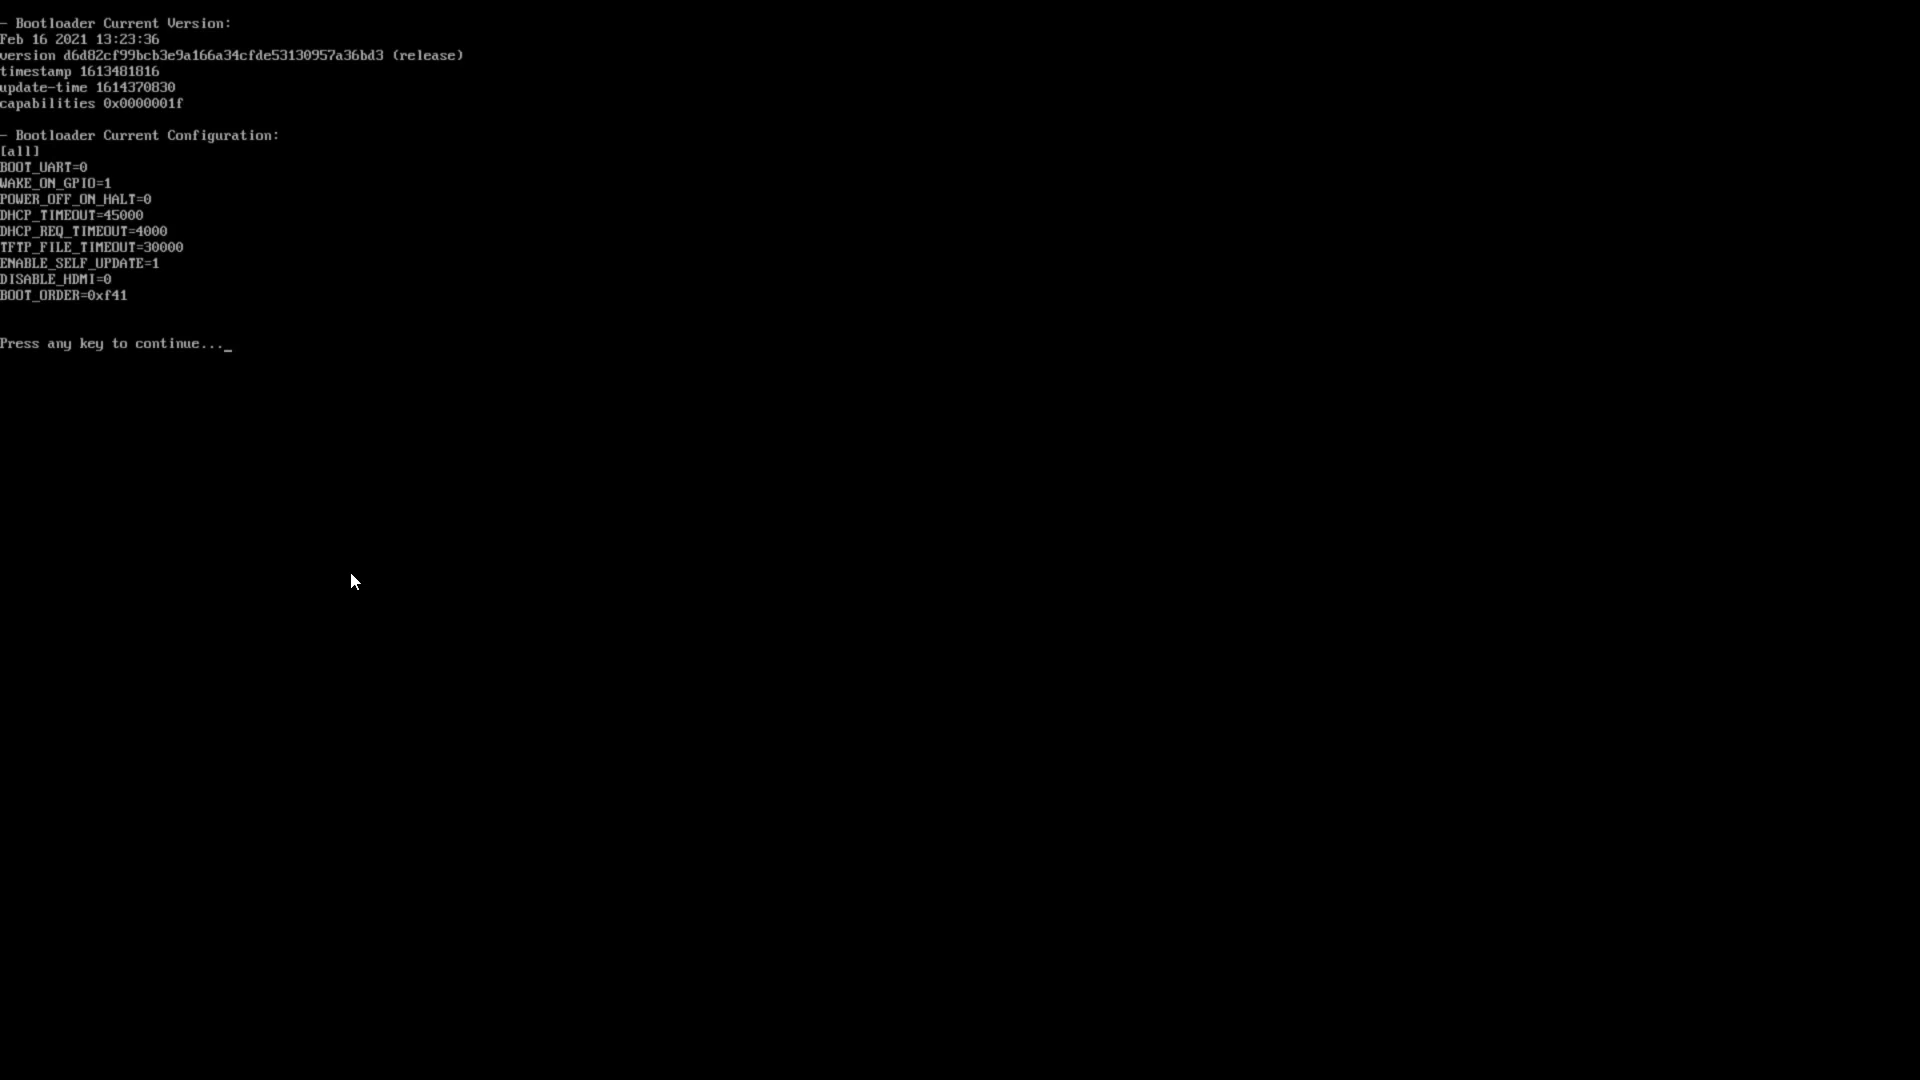 - Bootloader Current Version:
Feb 16 2021 13:23:36
version d6d82cf99bcb3e9a166a34cfde53130957a36bd3 (release)
timestamp 1613481816
update-time 1614370830
capabilities 0x0000001f
- Bootloader Current Configuration:
[all]
BOOT_UART=0
WAKE_ON_GPIO=1
POWER_OFF_ON_HALT=0
DHCP_TIMEOUT=45000
DHCP_REQ_TIMEOUT=4000
TFTP_FILE_TIMEOUT=30000
ENABLE_SELF_UPDATE=1
DISABLE_HDMI=0
BOOT_ORDER=0xf41
Press any key to continue..._